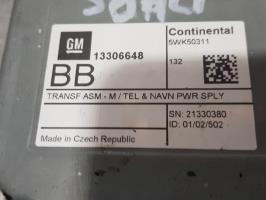 GM
13306648
Continental
5WK50311
BB
132
TRANSF ASM - M / TEL & NAVN PWR SPLY
SN: 21330380
ID: 01/02/502
Made in Czech Republic